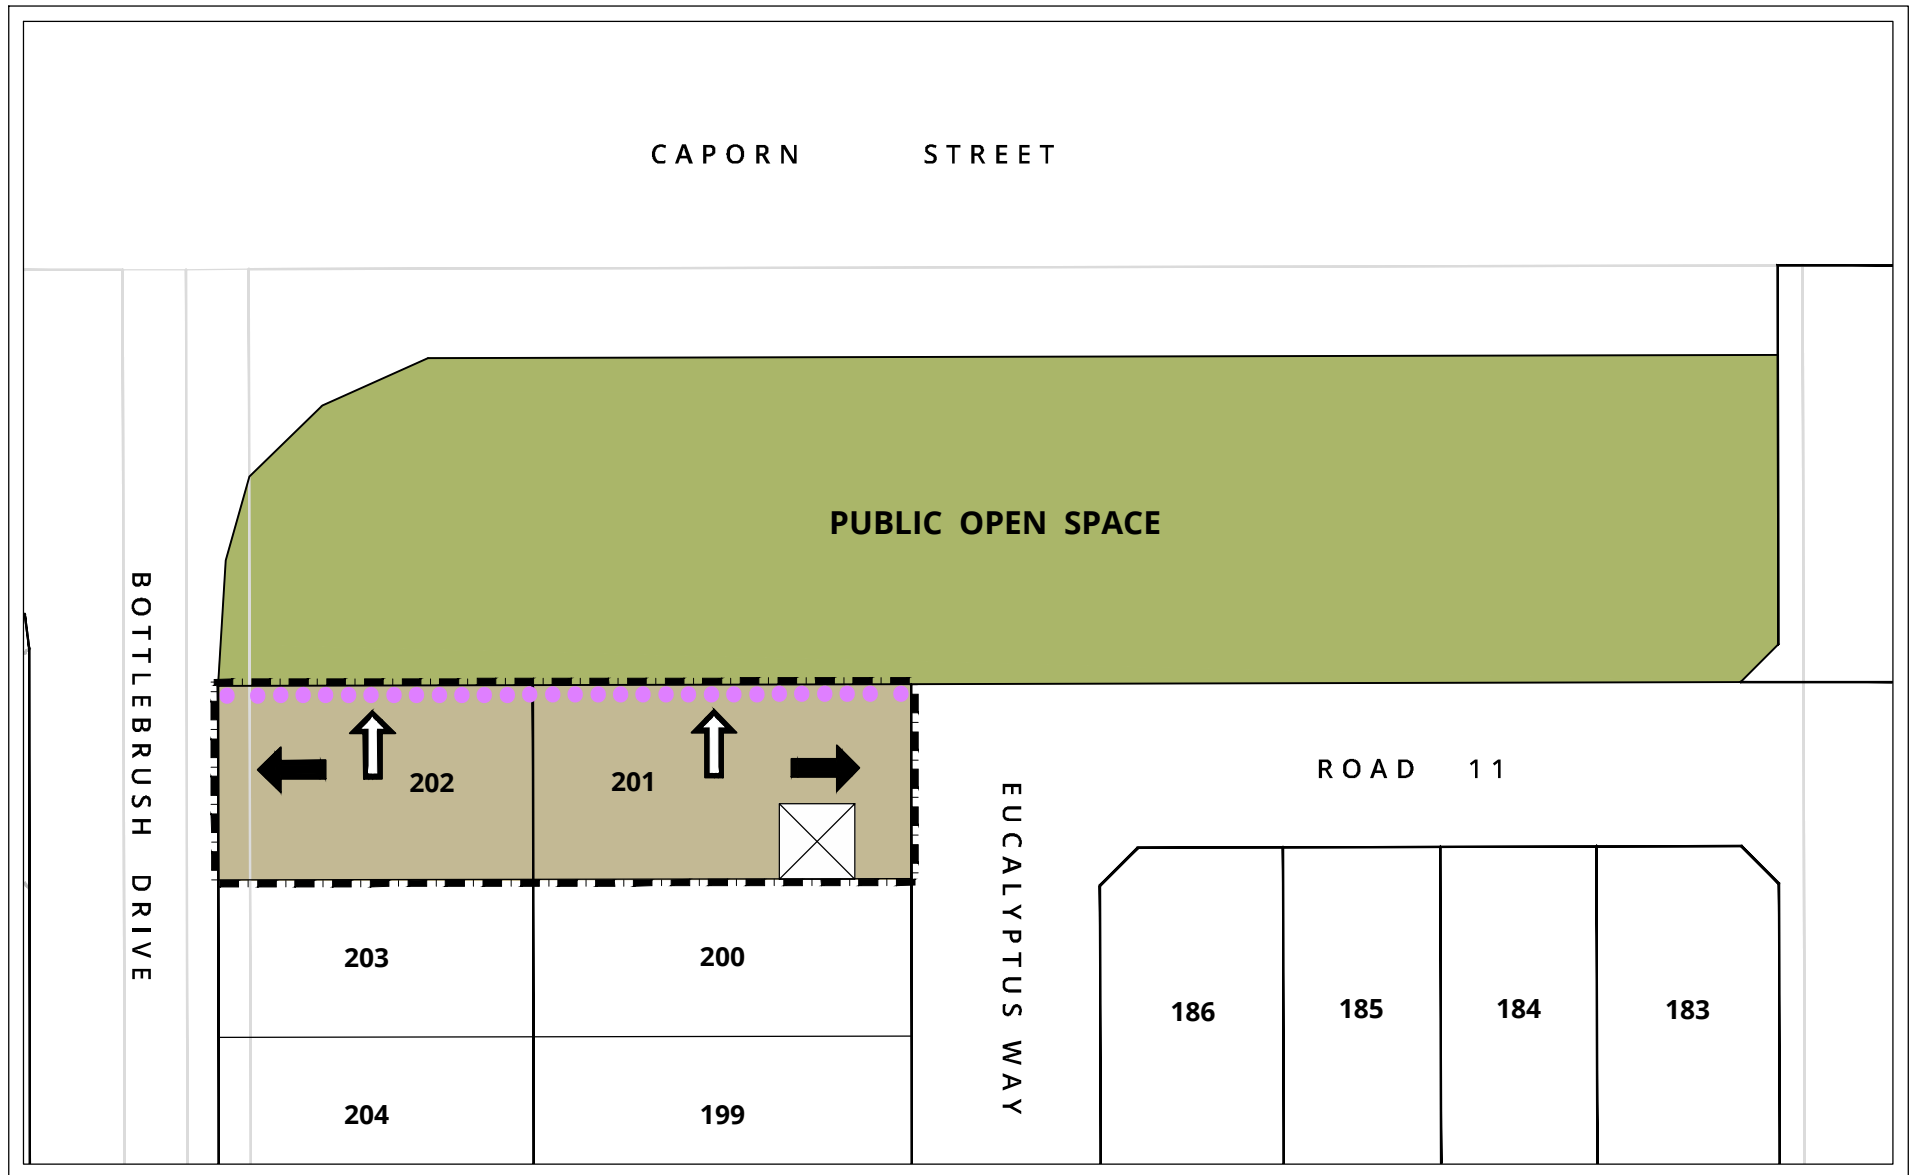 CAPORN STREET
PUBLIC OPEN SPACE
BOTTLEBRUSH DRIVE
202
201
ROAD 11
EUCALYPTUS WAY
203
200
186
185
184
183
204
199